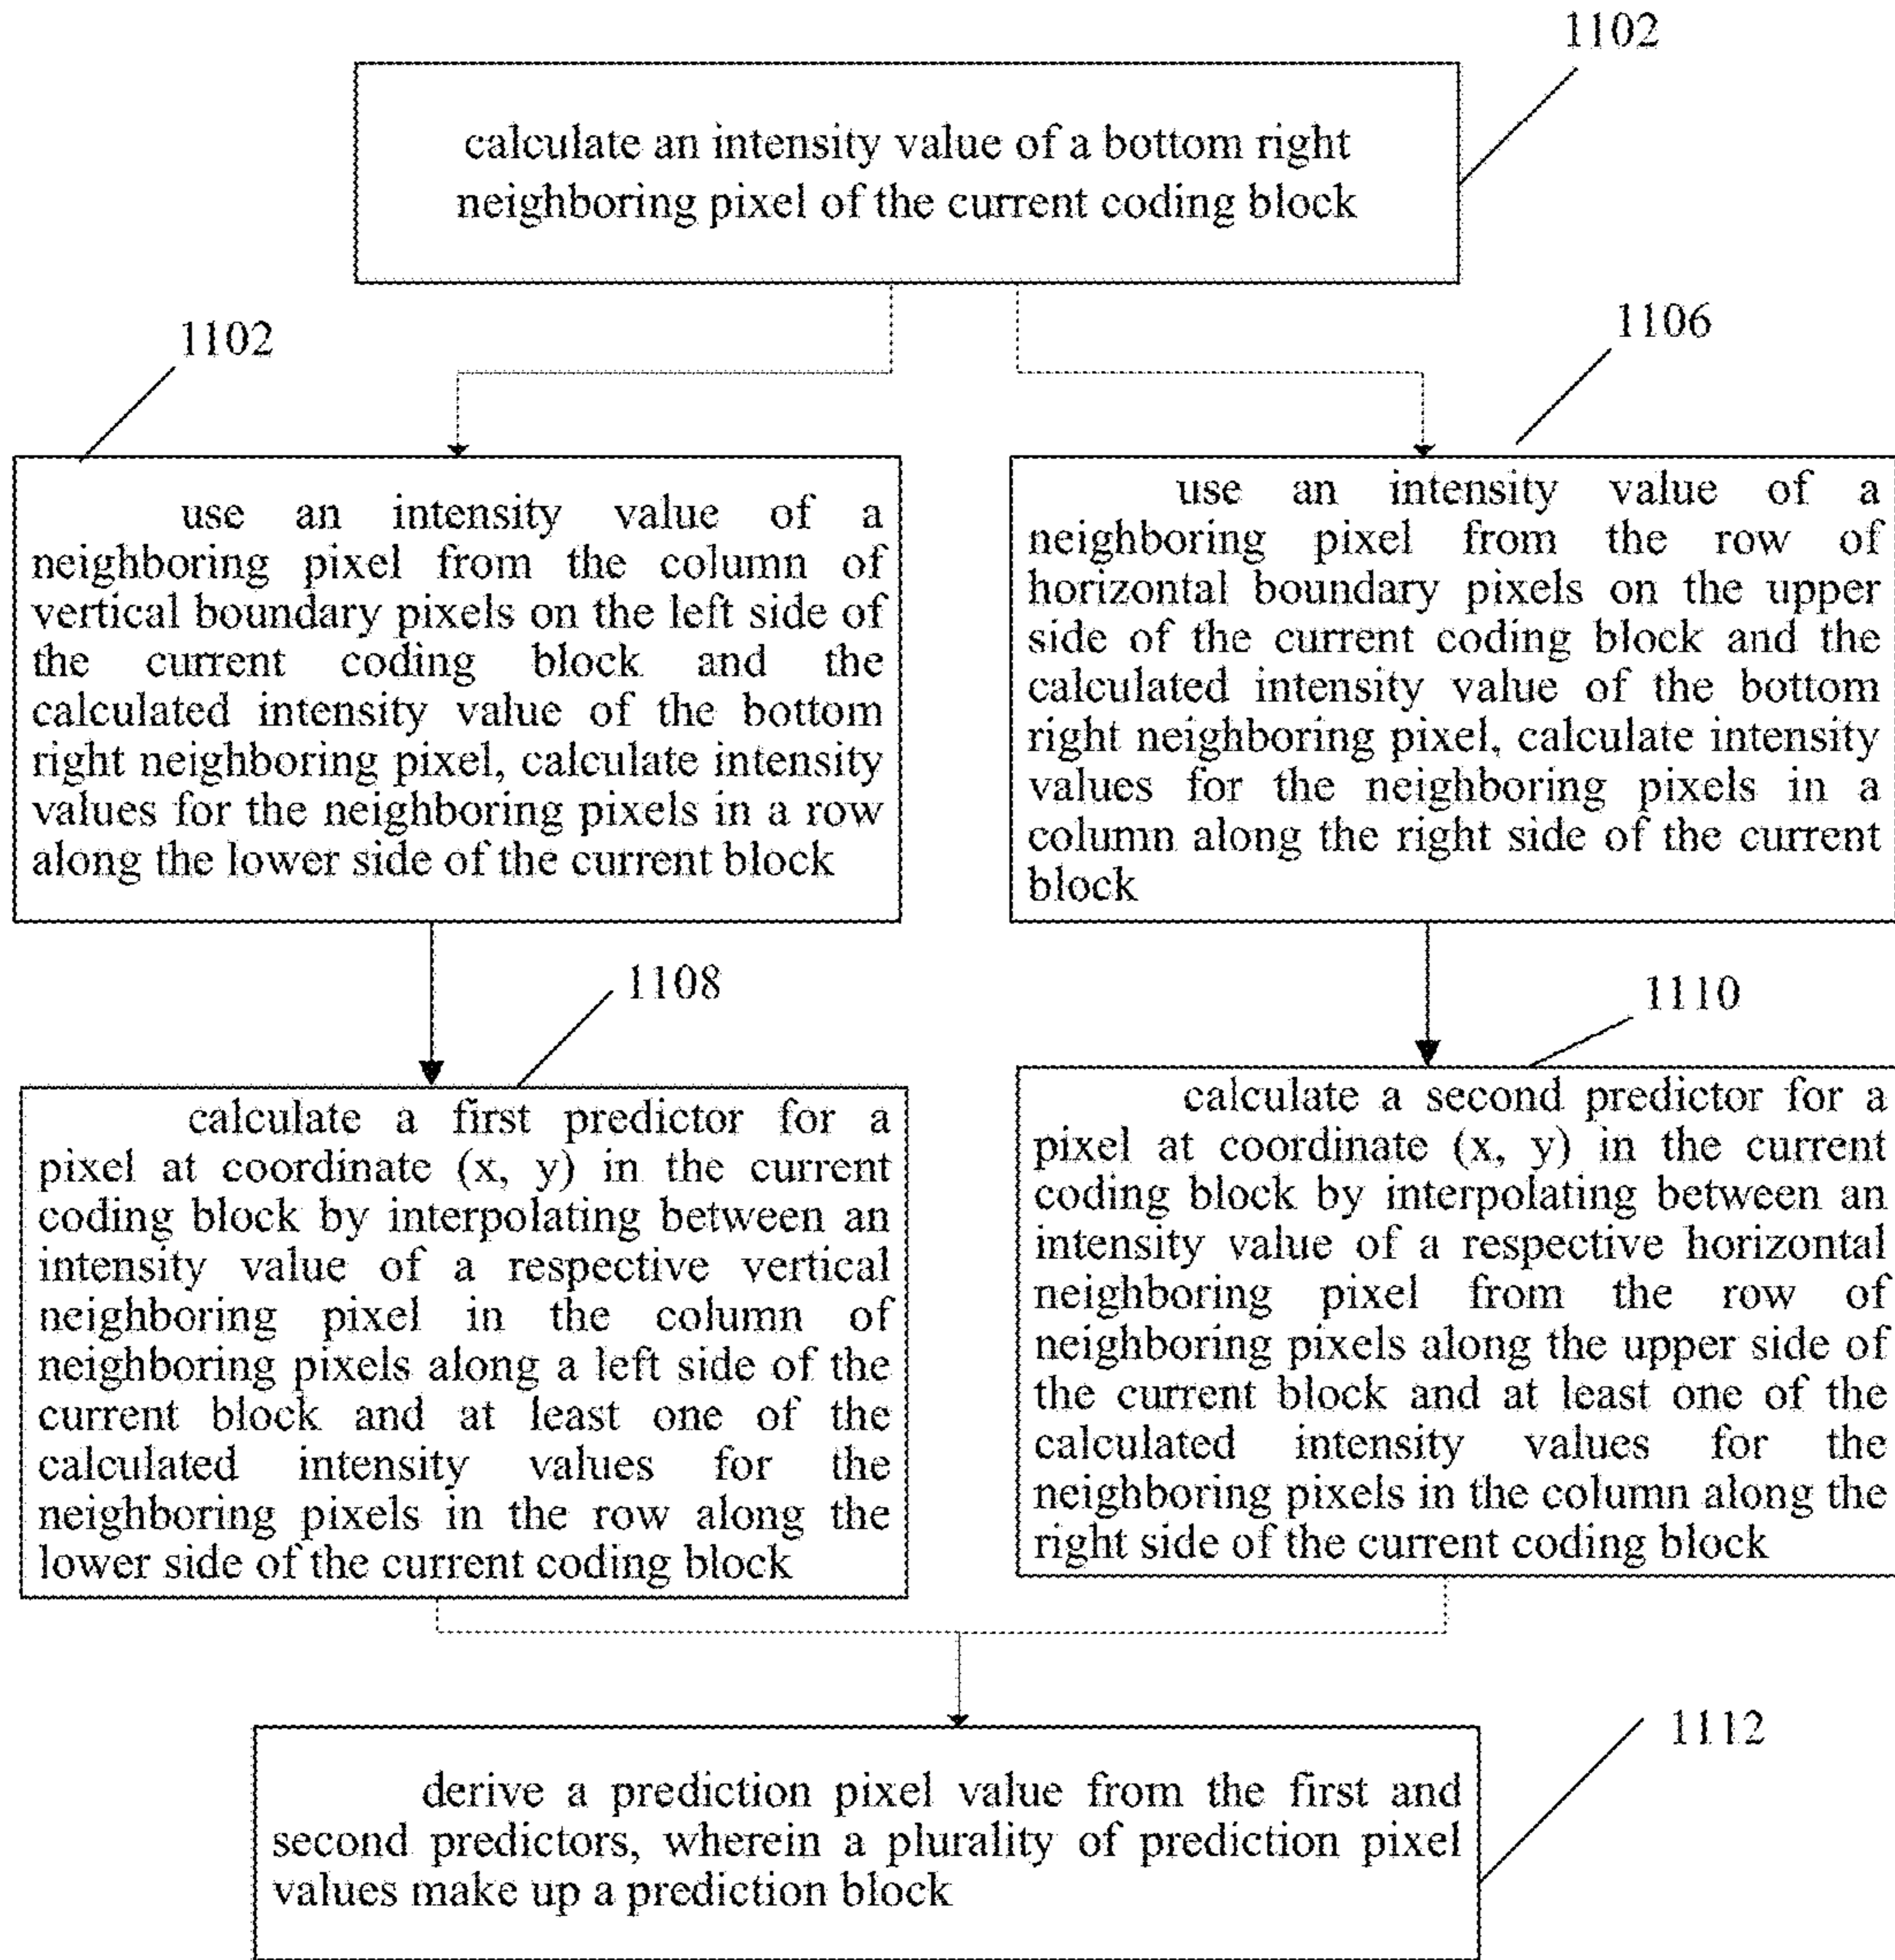 1102
calculate an intensity value of a bottom right
neighboring pixel of the current coding block
1102
use an intensity value of a
neighboring pixel from the column of
vertical boundary pixels on the left side of
the current coding block and the
calculated intensity value of the bottom
right neighboring pixel, calculate intensity
values for the neighboring pixels in a row
along the lower side of the current block
1106
use an intensity value of a
neighboring pixel from the row of
horizontal boundary pixels on the upper
side of the current coding block and the
calculated intensity value of the bottom
right neighboring pixel, calculate intensity
values for the neighboring pixels in a
column along the right side of the current
block
1108
calculate a first predictor for a
pixel at coordinate (x, y) in the current
coding block by interpolating between an
intensity value of a respective vertical
neighboring pixel in the column of
neighboring pixels along a left side of the
current block and at least one of the
calculated intensity values for the
neighboring pixels in the row along the
lower side of the current coding block
1110
calculate a second predictor for a
pixel at coordinate (x, y) in the current
coding block by interpolating between an
intensity value of a respective horizontal
neighboring pixel from the row of
neighboring pixels along the upper side of
the current block and at least one of the
calculated intensity values for the
neighboring pixels in the column along the
right side of the current coding block
1112
derive a prediction pixel value from the first and
second predictors, wherein a plurality of prediction pixel
values make up a prediction block